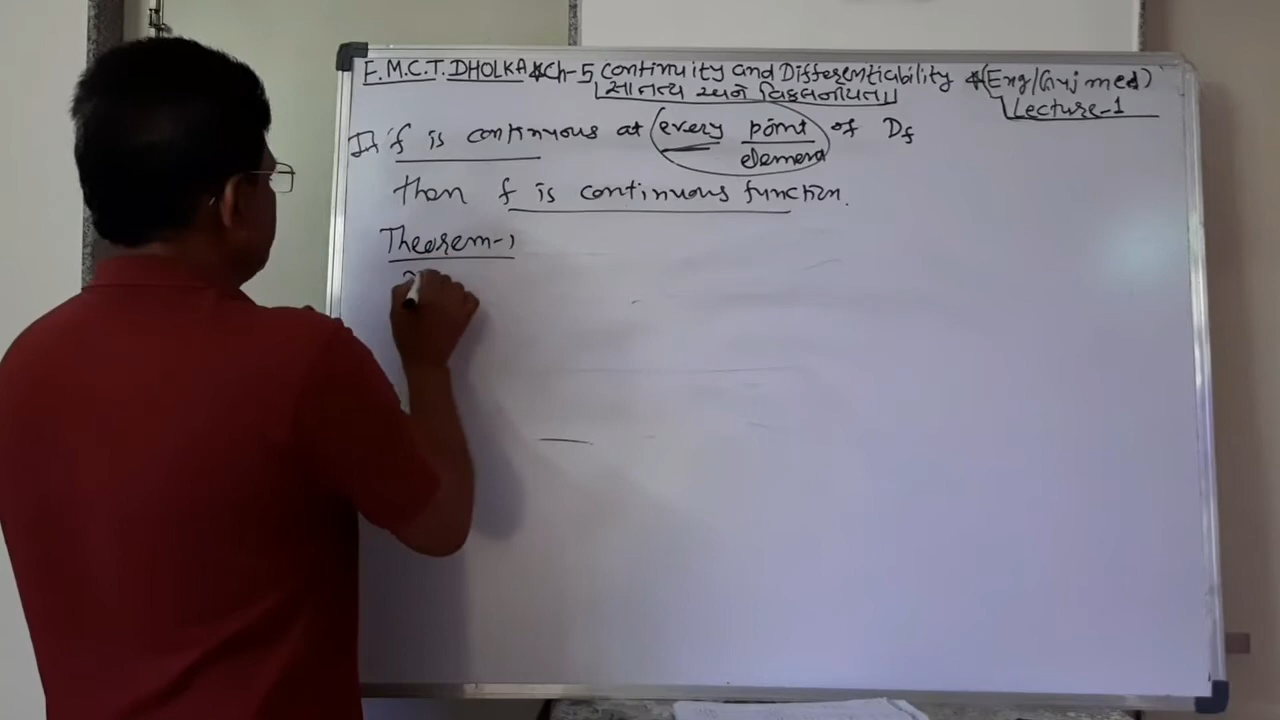 E.M.C.T. DHOLKA * Ch-5 Continuity and Differentiability * (Eng/Guj med)
સાતત્ય અને વિકલનીયતા Lecture-1
If f is continuous at every point of Df
element
then f is continuous function.
Theorem-1